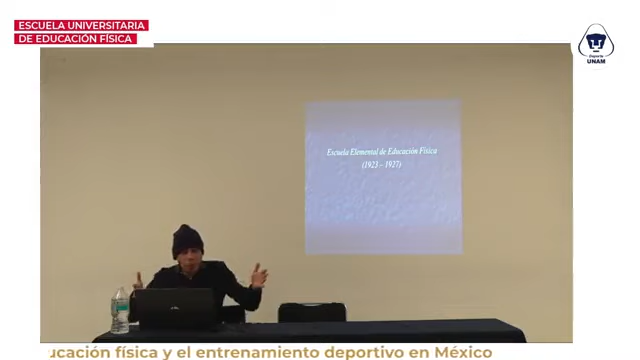 ESCUELA UNIVERSITARIA
DE EDUCACIÓN FÍSICA
Deporte
UNAM
Escuela Elemental de Educación Física
(1923 - 1927)
ucación física y el entrenamiento deportivo en México